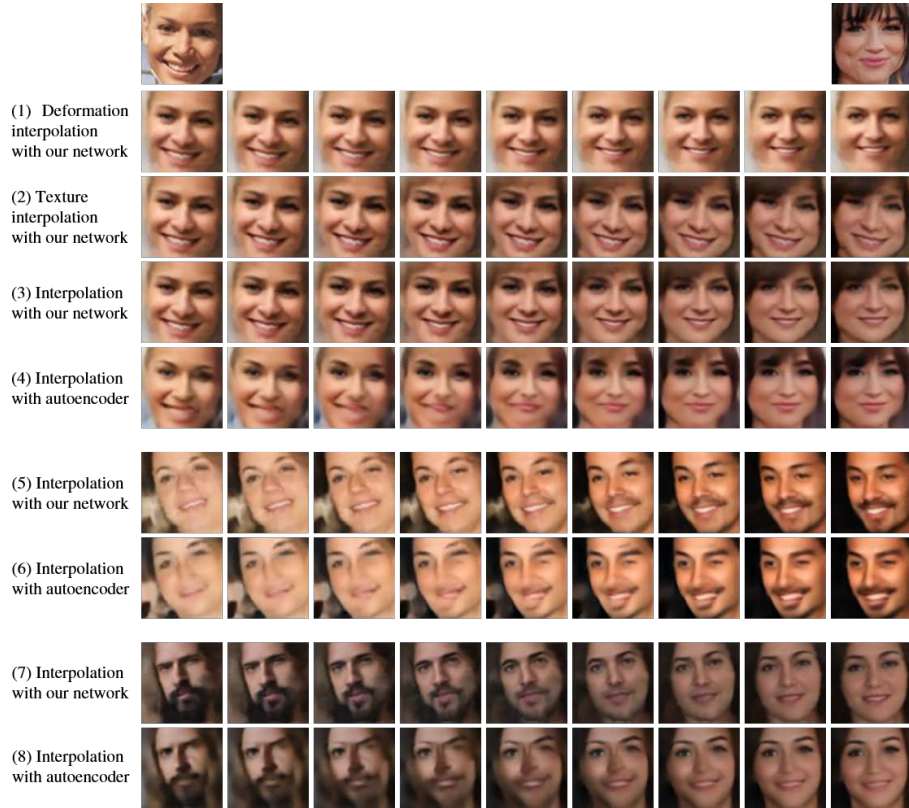 (1) Deformation
interpolation
with our network
(2) Texture
interpolation
with our network
(3) Interpolation
with our network
(4) Interpolation
with autoencoder
(5) Interpolation
with our network
(6) Interpolation
with autoencoder
(7) Interpolation
with our network
(8) Interpolation
with autoencoder